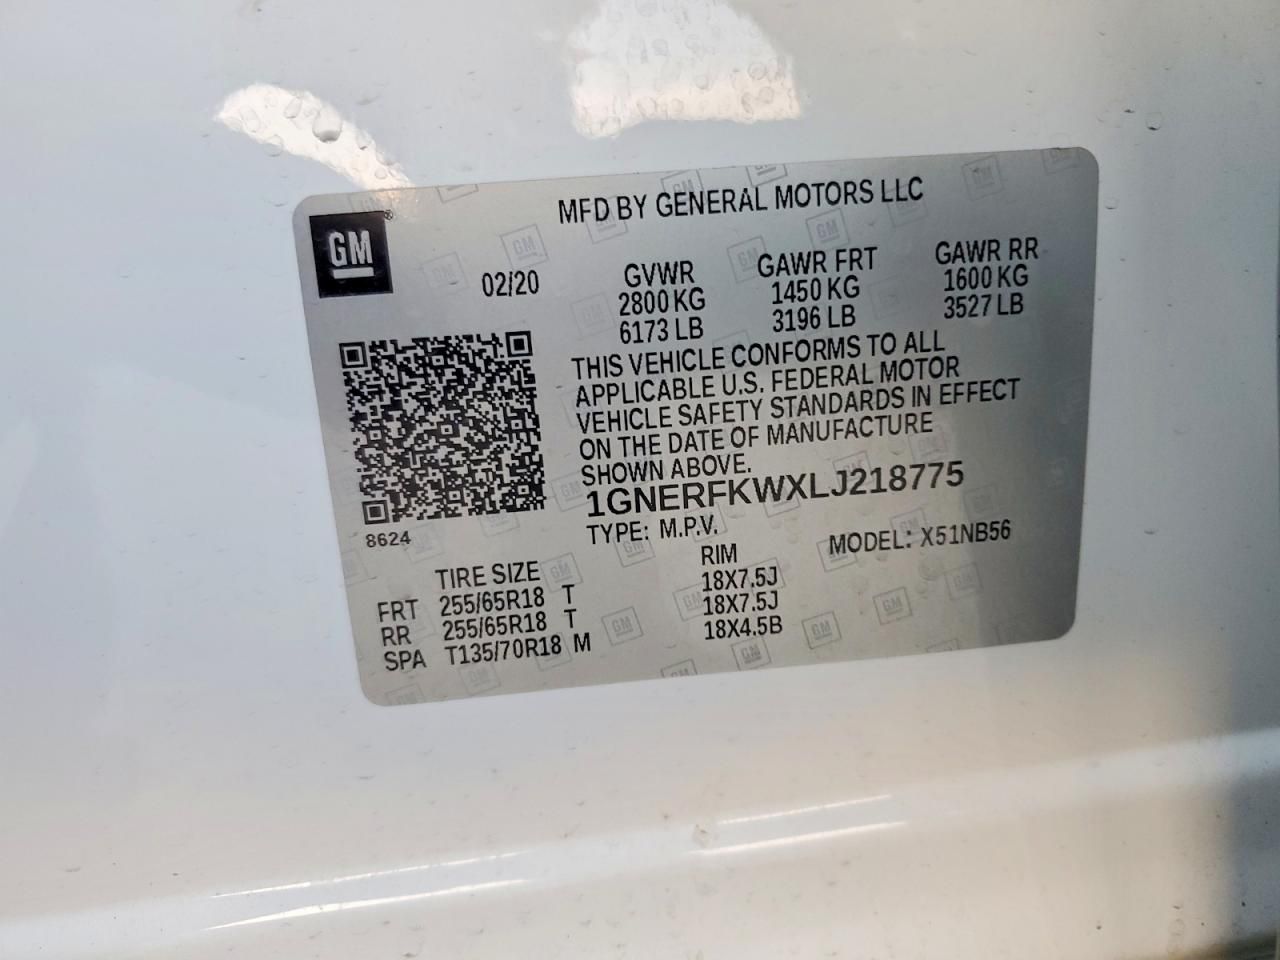 MFD BY GENERAL MOTORS LLC
GM®
02/20
GVWR GAWR FRT GAWR RR
2800 KG 1450 KG 1600 KG
6173 LB 3196 LB 3527 LB
THIS VEHICLE CONFORMS TO ALL
APPLICABLE U.S. FEDERAL MOTOR
VEHICLE SAFETY STANDARDS IN EFFECT
ON THE DATE OF MANUFACTURE
SHOWN ABOVE.
1GNERFKWXLJ218775
TYPE: M.P.V. MODEL: X51NB56
8624
TIRE SIZE RIM
FRT 255/65R18 T 18X7.5J
RR 255/65R18 T 18X7.5J
SPA T135/70R18 M 18X4.5B